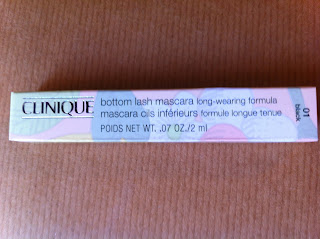 CLINIQUE
bottom lash mascara long-wearing formula
mascara cils inférieurs formule longue tenue
POIDS NET WT. .07 OZ./2 ml
01
black